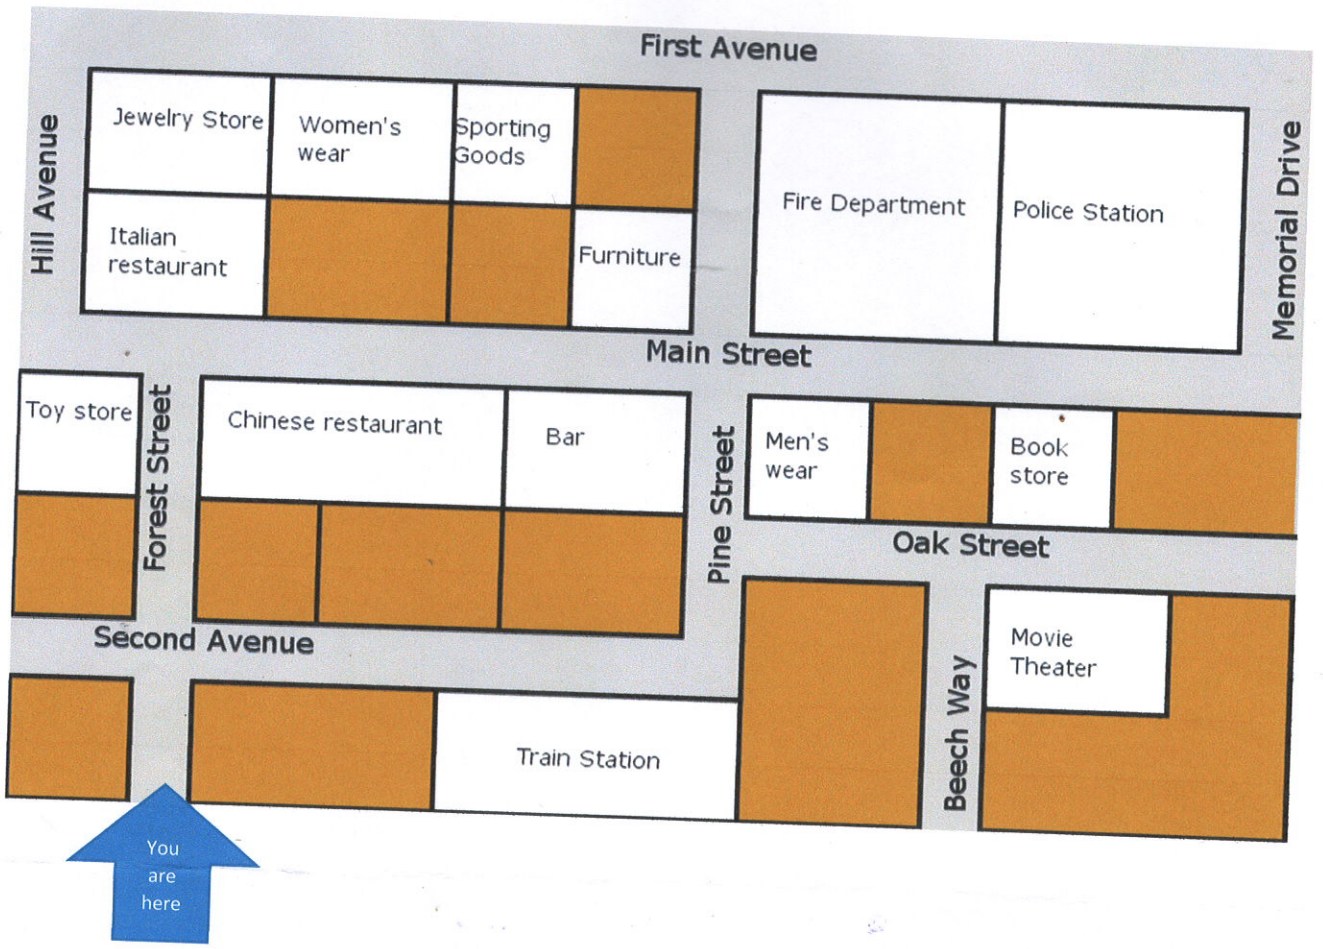 First Avenue
Hill Avenue
Jewelry Store
Women's
wear
Sporting
Goods
Fire Department
Police Station
Memorial Drive
Italian
restaurant
Furniture
Main Street
Toy store
Forest Street
Chinese restaurant
Bar
Pine Street
Men's
wear
Book
store
Oak Street
Second Avenue
Train Station
Beech Way
Movie
Theater
You
are
here